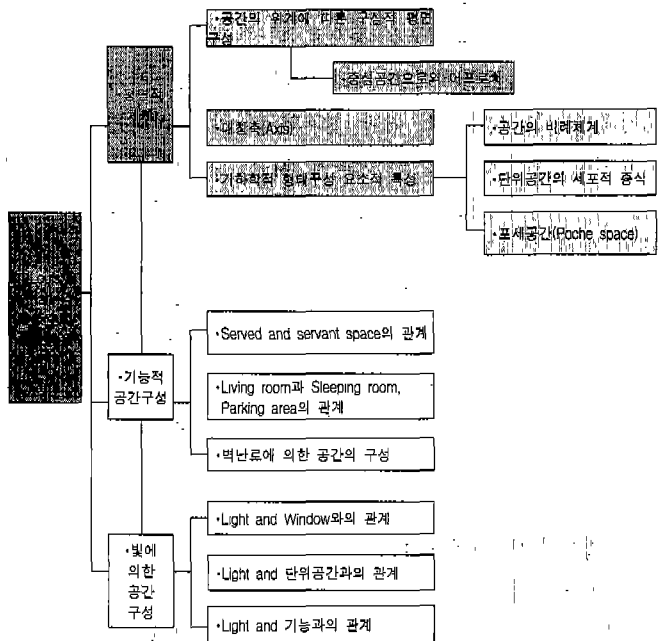 •공간의 위계에 따른 구성적 평면
구성
•중심공간으로의 어프로치
•대칭축(Axis)
•기하학적 형태구성 요소적 특성
•공간의 비례체계
•단위공간의 세포적 증식
•포세공간(Poche space)
•Served and servant space의 관계
•기능적
공간구성
•Living room과 Sleeping room,
Parking area의 관계
•벽난로에 의한 공간의 구성
•빛에
의한
공간
구성
•Light and Window와의 관계
•Light and 단위공간과의 관계
•Light and 기능과의 관계